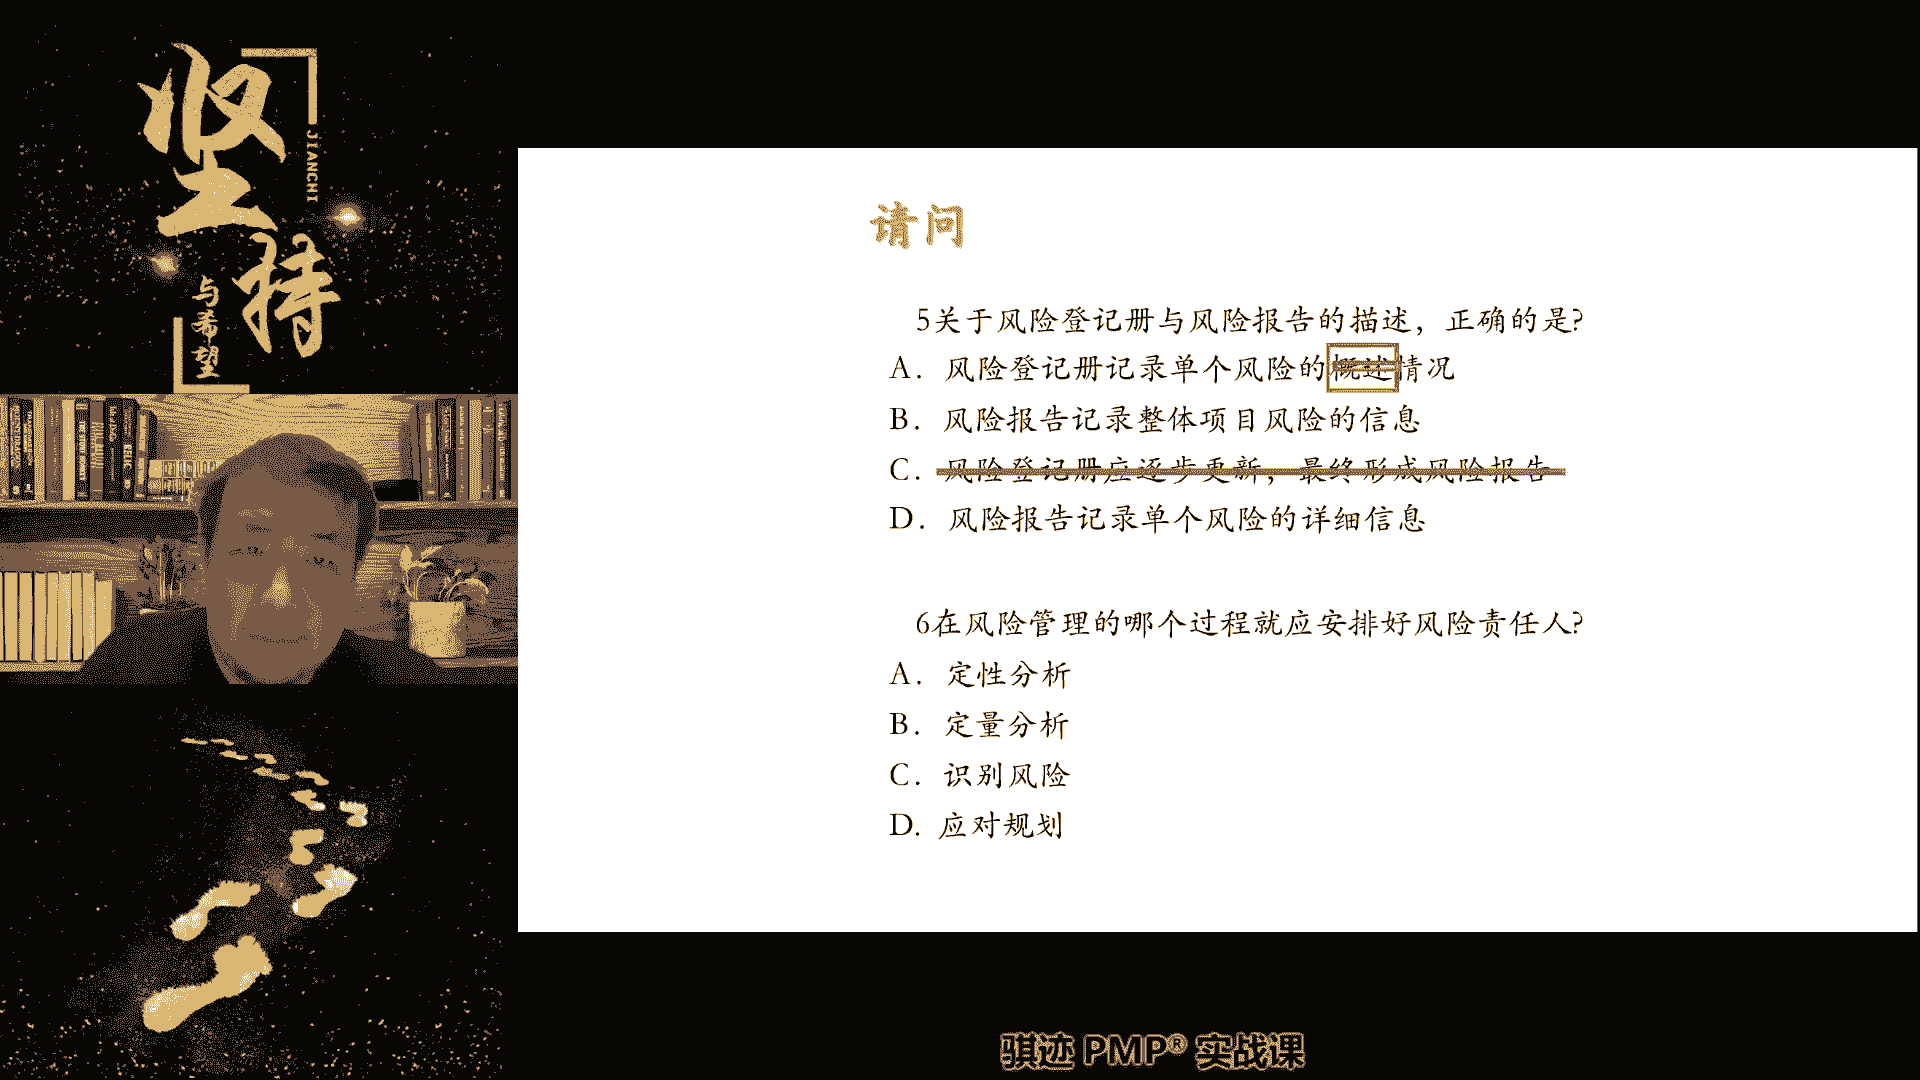 坚持
JIANCHI
与希望
请问
5关于风险登记册与风险报告的描述，正确的是?
A. 风险登记册记录单个风险的概述情况
B. 风险报告记录整体项目风险的信息
C. 风险登记册应逐步更新，最终形成风险报告
D. 风险报告记录单个风险的详细信息
6在风险管理的哪个过程就应安排好风险责任人?
A. 定性分析
B. 定量分析
C. 识别风险
D. 应对规划
骐迹 PMP® 实战课